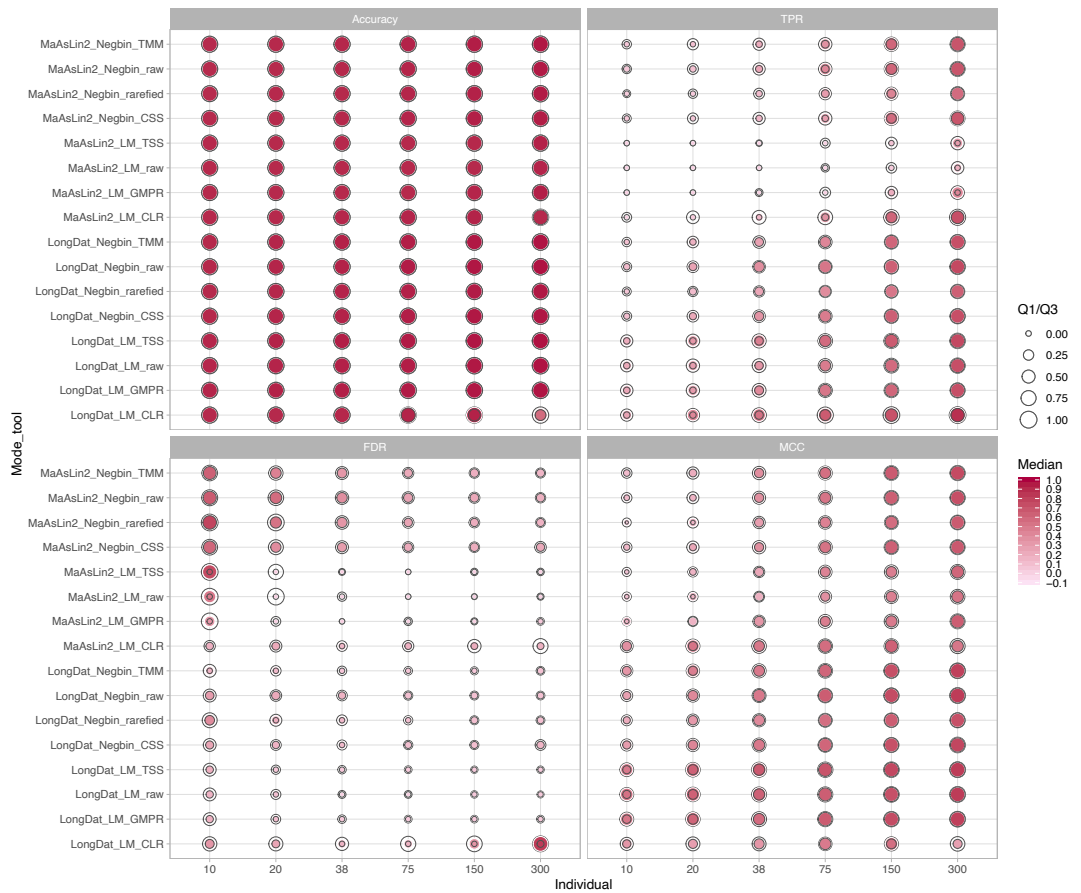 Accuracy TPR
MaAsLin2_Negbin_TMM
MaAsLin2_Negbin_raw
MaAsLin2_Negbin_rarefied
MaAsLin2_Negbin_CSS
MaAsLin2_LM_TSS
MaAsLin2_LM_raw
MaAsLin2_LM_GMPR
MaAsLin2_LM_CLR
LongDat_Negbin_TMM
LongDat_Negbin_raw
LongDat_Negbin_rarefied
LongDat_Negbin_CSS
LongDat_LM_TSS
LongDat_LM_raw
LongDat_LM_GMPR
LongDat_LM_CLR
Mode_tool
FDR MCC
MaAsLin2_Negbin_TMM
MaAsLin2_Negbin_raw
MaAsLin2_Negbin_rarefied
MaAsLin2_Negbin_CSS
MaAsLin2_LM_TSS
MaAsLin2_LM_raw
MaAsLin2_LM_GMPR
MaAsLin2_LM_CLR
LongDat_Negbin_TMM
LongDat_Negbin_raw
LongDat_Negbin_rarefied
LongDat_Negbin_CSS
LongDat_LM_TSS
LongDat_LM_raw
LongDat_LM_GMPR
LongDat_LM_CLR
10 20 38 75 150 300 10 20 38 75 150 300
Individual
Q1/Q3
0.00
0.25
0.50
0.75
1.00
Median
1.0
0.9
0.8
0.7
0.6
0.5
0.4
0.3
0.2
0.1
0.0
−0.1